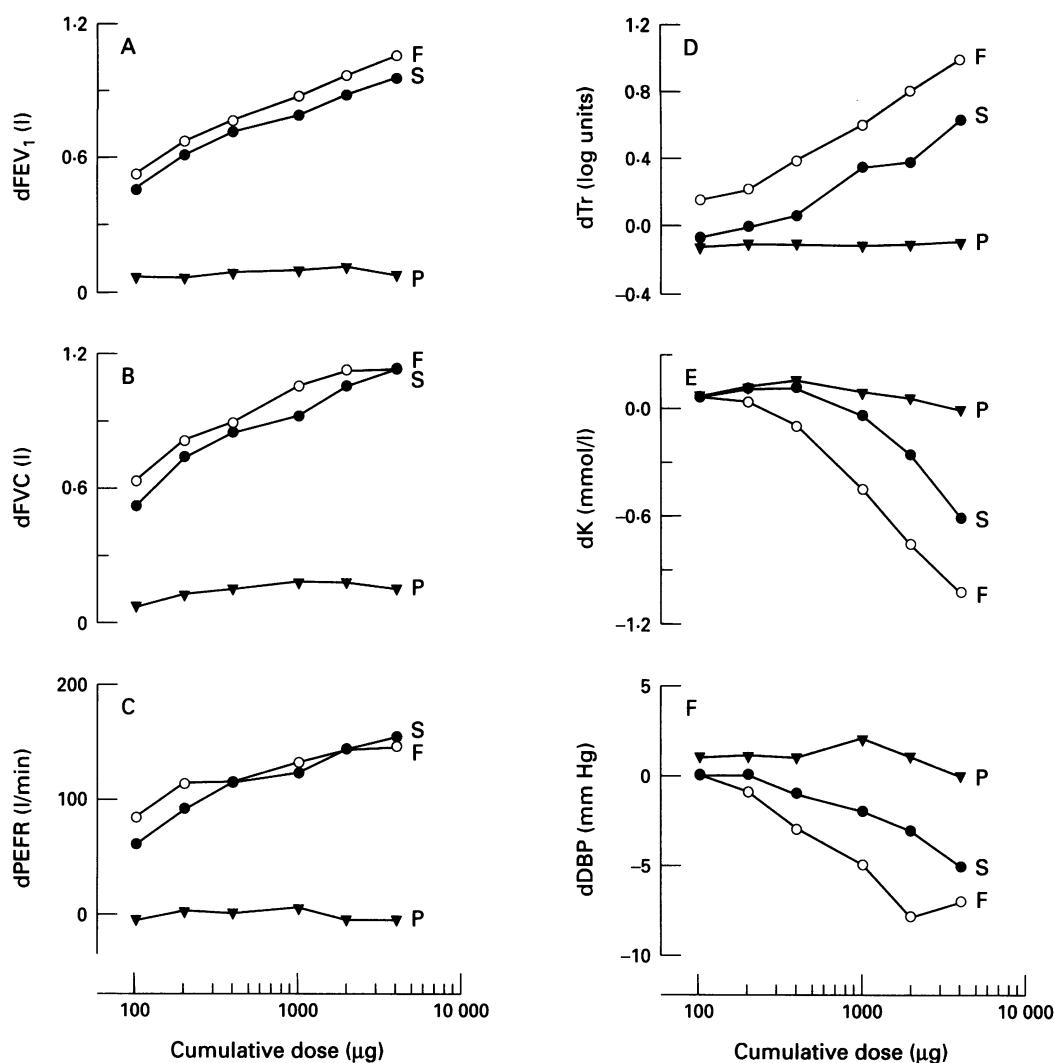 A
1·2
0·6
0
dFEV₁ (l)
F
S
P
B
1·2
0·6
0
dFVC (l)
F
S
P
C
200
100
0
dPEFR (l/min)
S
F
P
100
1000
10 000
Cumulative dose (μg)
D
1·2
0·8
0·4
0·0
−0·4
dTr (log units)
F
S
P
E
0·0
−0·6
−1·2
dK (mmol/l)
P
S
F
F
5
0
−5
−10
dDBP (mm Hg)
P
S
F
100
1000
10 000
Cumulative dose (μg)